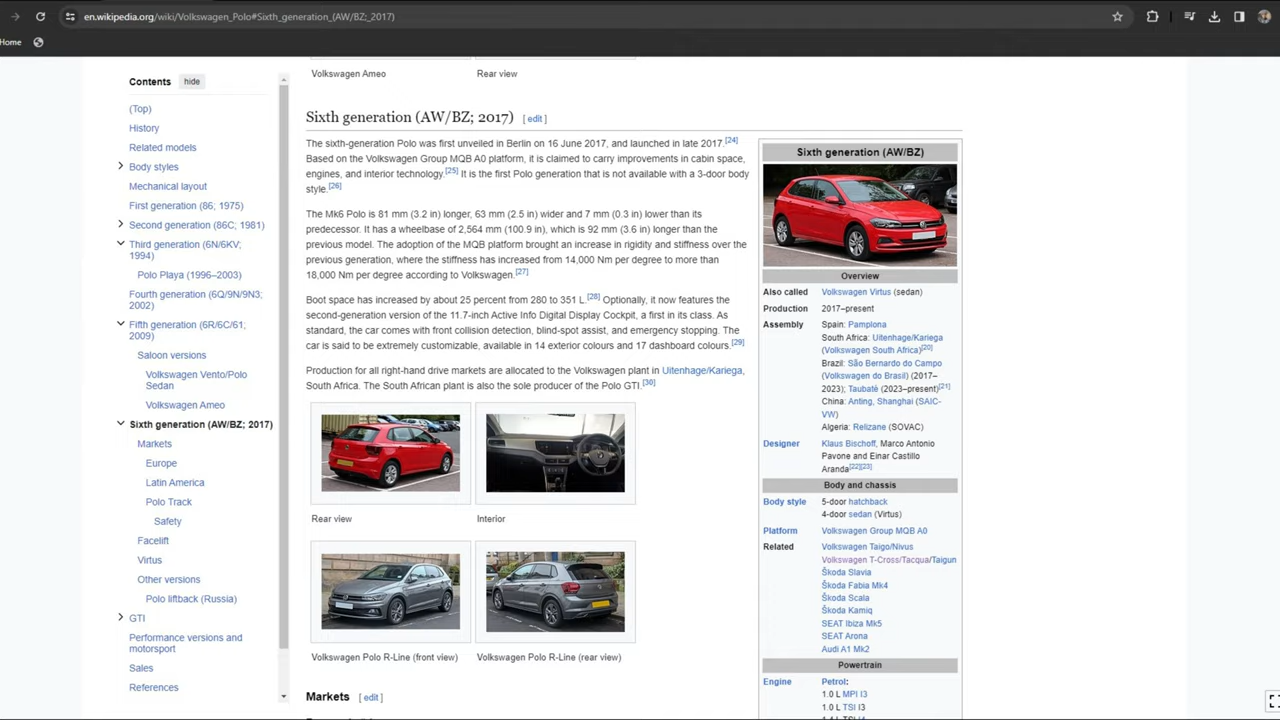 en.wikipedia.org/wiki/Volkswagen_Polo#Sixth_generation_(AW/BZ;_2017)
Home
Contents hide
(Top)
History
Related models
Body styles
Mechanical layout
First generation (86; 1975)
Second generation (86C; 1981)
Third generation (6N/6KV;
1994)
Polo Playa (1996–2003)
Fourth generation (6Q/9N/9N3;
2002)
Fifth generation (6R/6C/61;
2009)
Saloon versions
Volkswagen Vento/Polo
Sedan
Volkswagen Ameo
Sixth generation (AW/BZ; 2017)
Markets
Europe
Latin America
Polo Track
Safety
Facelift
Virtus
Other versions
Polo liftback (Russia)
GTI
Performance versions and
motorsport
Sales
References
Volkswagen Ameo
Rear view
Sixth generation (AW/BZ; 2017) [ edit ]
The sixth-generation Polo was first unveiled in Berlin on 16 June 2017, and launched in late 2017.[24]
Based on the Volkswagen Group MQB A0 platform, it is claimed to carry improvements in cabin space,
engines, and interior technology.[25] It is the first Polo generation that is not available with a 3-door body
style.[26]
The Mk6 Polo is 81 mm (3.2 in) longer, 63 mm (2.5 in) wider and 7 mm (0.3 in) lower than its
predecessor. It has a wheelbase of 2,564 mm (100.9 in), which is 92 mm (3.6 in) longer than the
previous model. The adoption of the MQB platform brought an increase in rigidity and stiffness over the
previous generation, where the stiffness has increased from 14,000 Nm per degree to more than
18,000 Nm per degree according to Volkswagen.[27]
Boot space has increased by about 25 percent from 280 to 351 L.[28] Optionally, it now features the
second-generation version of the 11.7-inch Active Info Digital Display Cockpit, a first in its class. As
standard, the car comes with front collision detection, blind-spot assist, and emergency stopping. The
car is said to be extremely customizable, available in 14 exterior colours and 17 dashboard colours.[29]
Production for all right-hand drive markets are allocated to the Volkswagen plant in Uitenhage/Kariega,
South Africa. The South African plant is also the sole producer of the Polo GTI.[30]
Rear view
Interior
Volkswagen Polo R-Line (front view)
Volkswagen Polo R-Line (rear view)
Markets [ edit ]
Sixth generation (AW/BZ)
Overview
Also called Volkswagen Virtus (sedan)
Production 2017–present
Assembly Spain: Pamplona
South Africa: Uitenhage/Kariega
(Volkswagen South Africa)[20]
Brazil: São Bernardo do Campo
(Volkswagen do Brasil) (2017–
2023); Taubaté (2023–present)[21]
China: Anting, Shanghai (SAIC-
VW)
Algeria: Relizane (SOVAC)
Designer Klaus Bischoff, Marco Antonio
Pavone and Einar Castillo
Aranda[22][23]
Body and chassis
Body style 5-door hatchback
4-door sedan (Virtus)
Platform Volkswagen Group MQB A0
Related Volkswagen Taigo/Nivus
Volkswagen T-Cross/Tacqua/Taigun
Škoda Slavia
Škoda Fabia Mk4
Škoda Scala
Škoda Kamiq
SEAT Ibiza Mk5
SEAT Arona
Audi A1 Mk2
Powertrain
Engine Petrol:
1.0 L MPI I3
1.0 L TSI I3